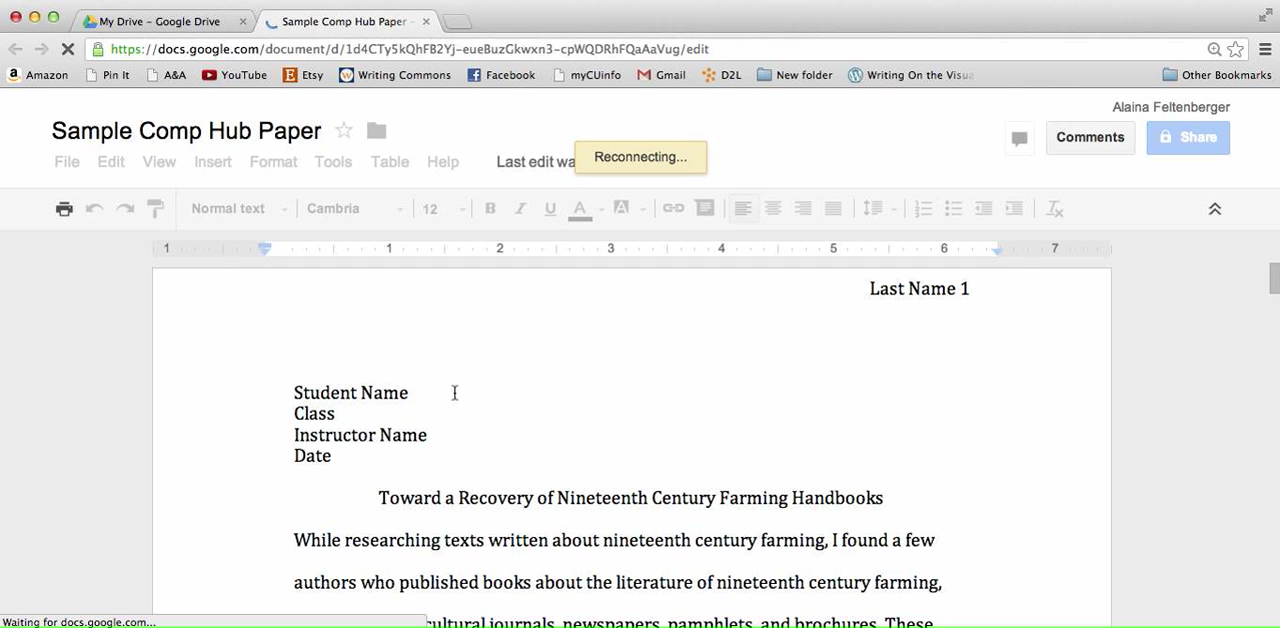 My Drive – Google Drive
Sample Comp Hub Paper
https://docs.google.com/document/d/1d4CTy5kQhFB2Yj-eueBuzGkwxn3-cpWQDRhFQaAaVug/edit
Amazon Pin It A&A YouTube Etsy Writing Commons Facebook myCUinfo Gmail D2L New folder Writing On the Visua Other Bookmarks
Alaina Feltenberger
Sample Comp Hub Paper
Comments Share
File Edit View Insert Format Tools Table Help Last edit wa
Reconnecting...
Normal text Cambria 12 B I U A A
1 1 2 3 4 5 6 7
Last Name 1
Student Name
Class
Instructor Name
Date
Toward a Recovery of Nineteenth Century Farming Handbooks
While researching texts written about nineteenth century farming, I found a few
authors who published books about the literature of nineteenth century farming,
cultural journals, newspapers, pamphlets, and brochures. These
Waiting for docs.google.com...